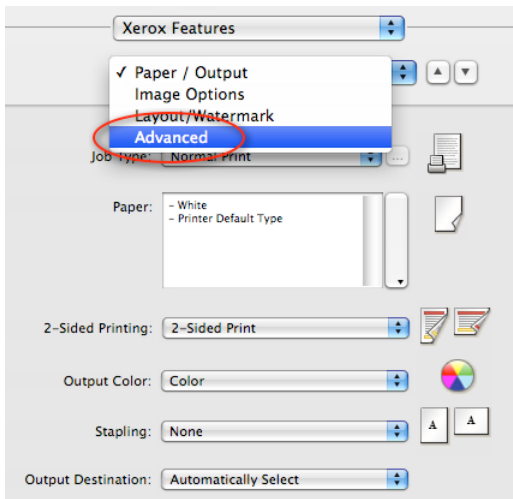 Xerox Features
✓ Paper / Output
Image Options
Layout/Watermark
Advanced
Job Type: Normal Print ...
Paper: - White
- Printer Default Type
2-Sided Printing: 2-Sided Print
Output Color: Color
Stapling: None
A A
Output Destination: Automatically Select